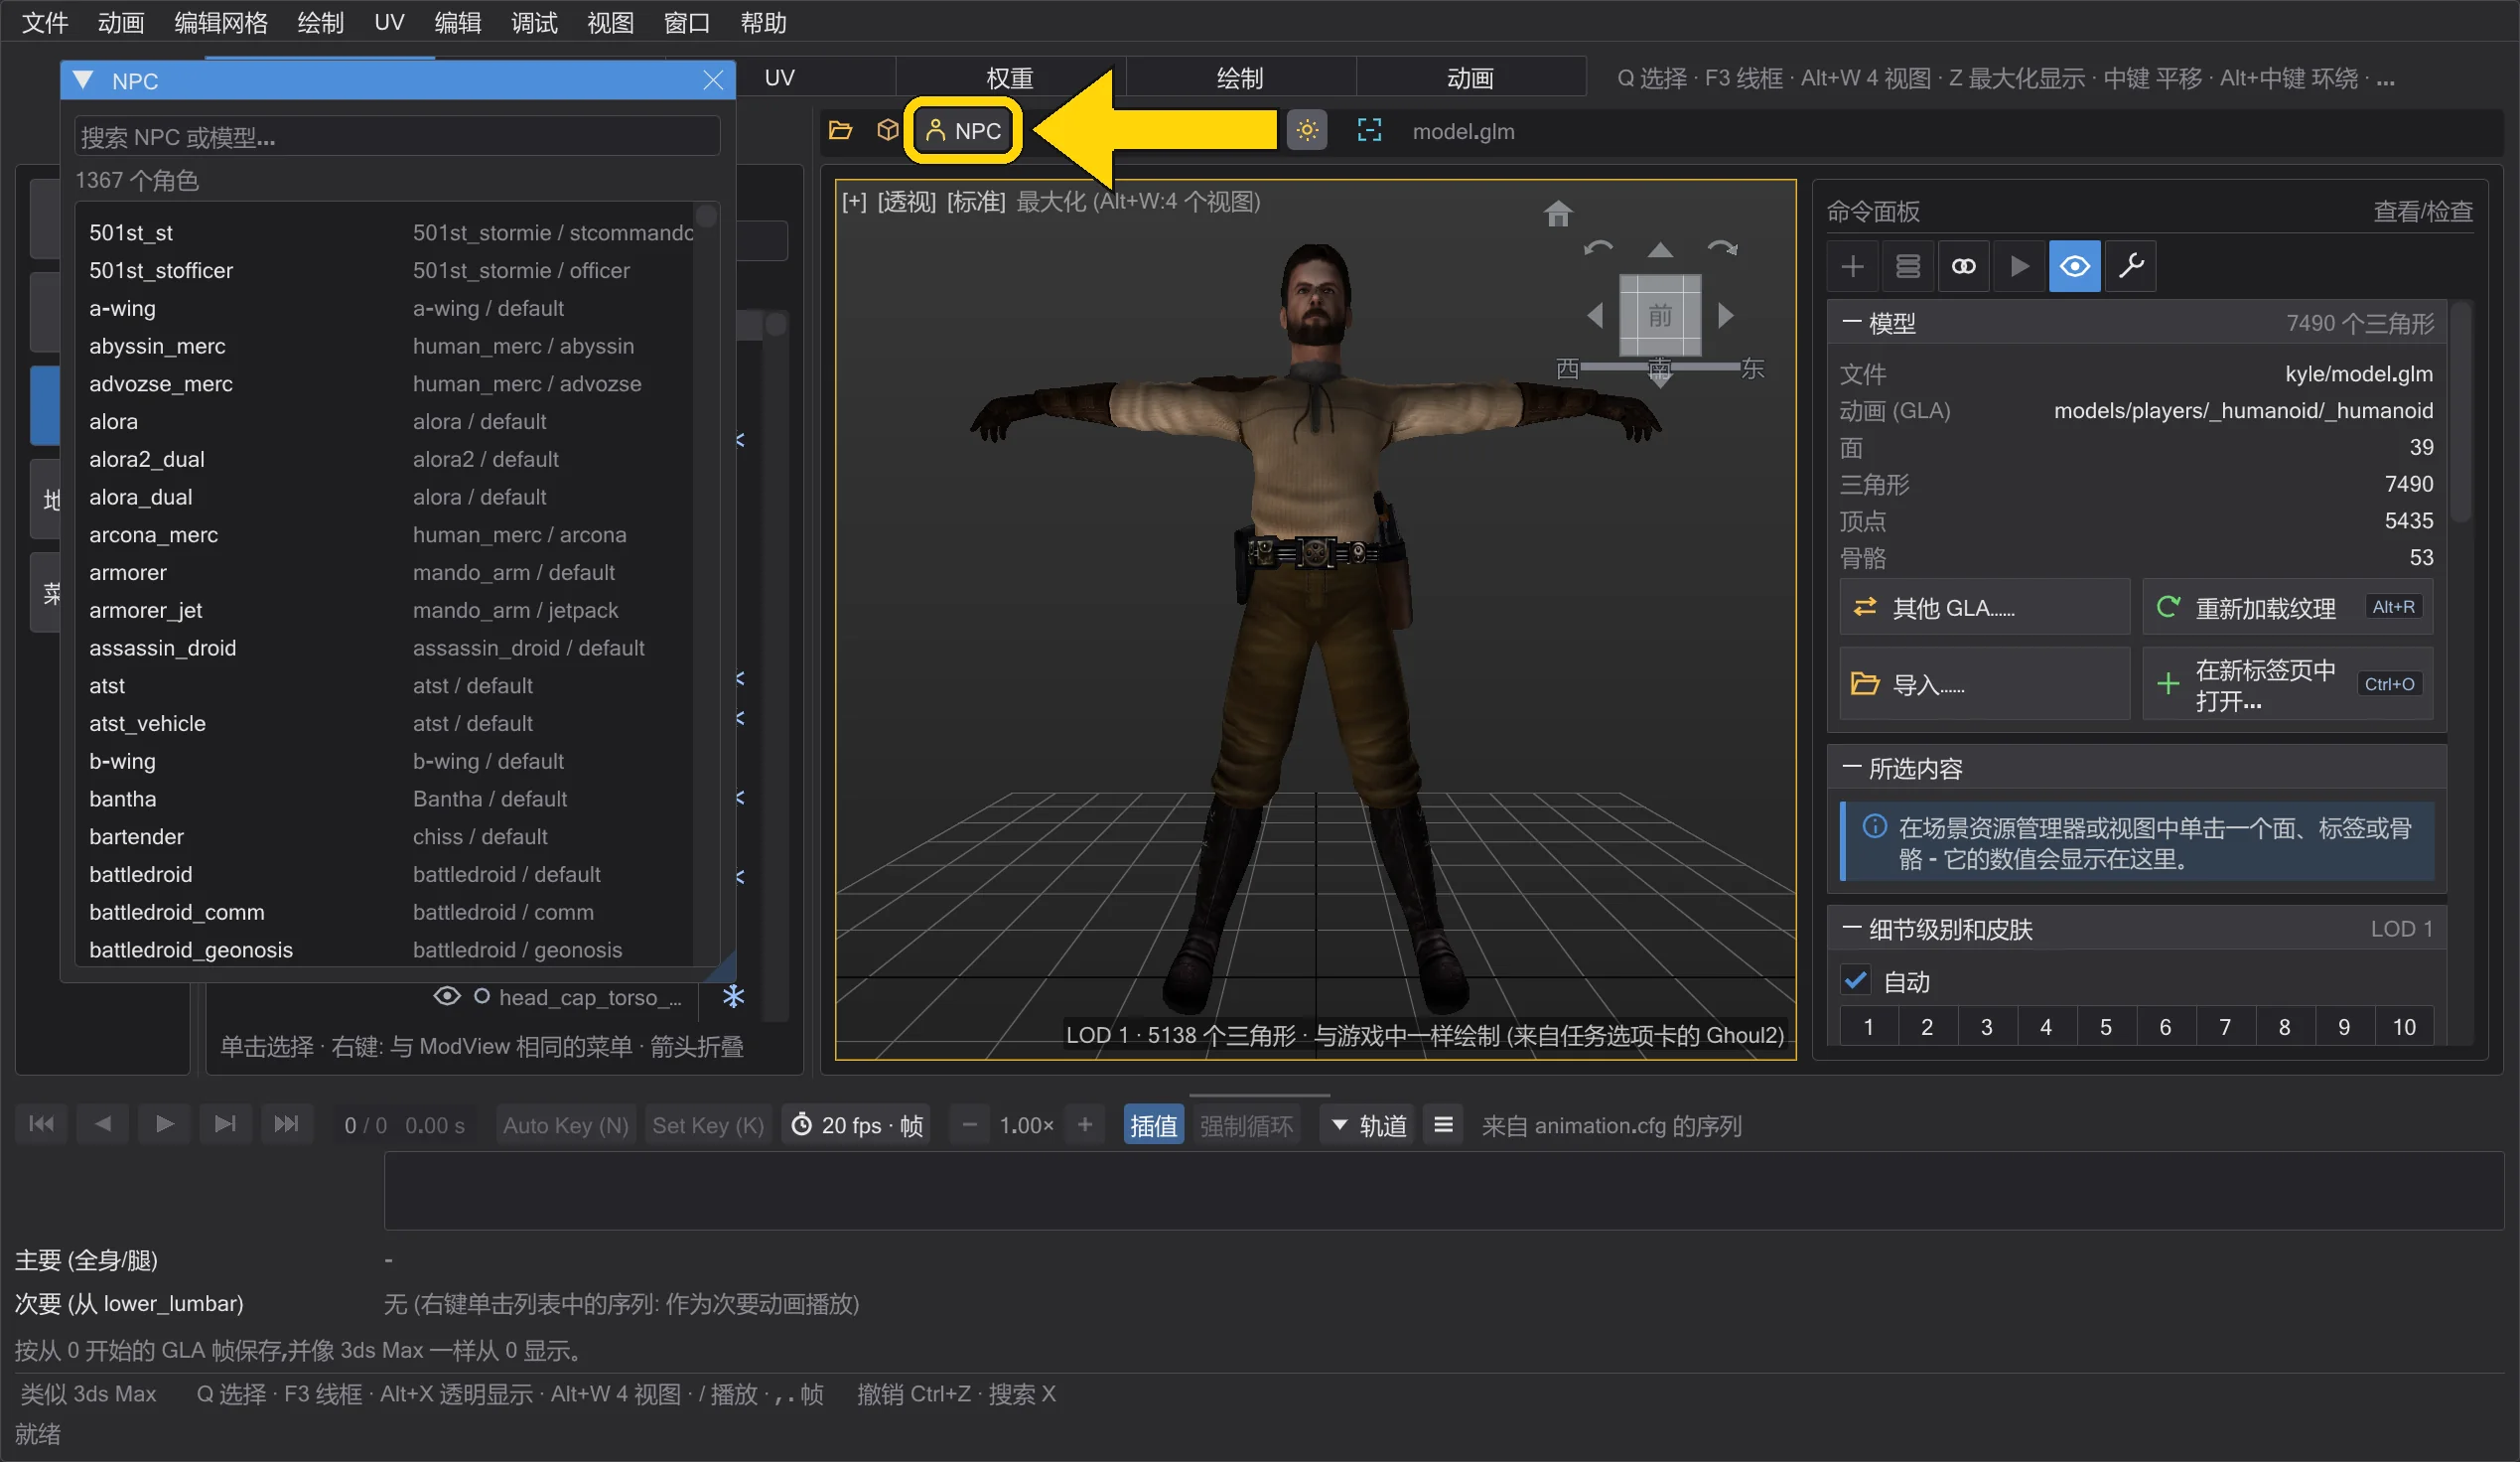 文件 动画 编辑网格 绘制 UV 编辑 调试 视图 窗口 帮助
NPC
UV 权重 绘制 动画 Q 选择 · F3 线框 · Alt+W 4 视图 · Z 最大化显示 · 中键 平移 · Alt+中键 环绕 · ...
NPC model.glm
搜索 NPC 或模型...
1367 个角色
501st_st 501st_stormie / stcommando
501st_stofficer 501st_stormie / officer
a-wing a-wing / default
abyssin_merc human_merc / abyssin
advozse_merc human_merc / advozse
alora alora / default
alora2_dual alora2 / default
alora_dual alora / default
arcona_merc human_merc / arcona
armorer mando_arm / default
armorer_jet mando_arm / jetpack
assassin_droid assassin_droid / default
atst atst / default
atst_vehicle atst / default
b-wing b-wing / default
bantha Bantha / default
bartender chiss / default
battledroid battledroid / default
battledroid_comm battledroid / comm
battledroid_geonosis battledroid / geonosis
地
菜
head_cap_torso_...
单击选择 · 右键: 与 ModView 相同的菜单 · 箭头折叠
[+] [透视] [标准] 最大化 (Alt+W:4 个视图)
前
西 南 东
LOD 1 · 5138 个三角形 · 与游戏中一样绘制 (来自任务选项卡的 Ghoul2)
命令面板 查看/检查
一 模型 7490 个三角形
文件 kyle/model.glm
动画 (GLA) models/players/_humanoid/_humanoid
面 39
三角形 7490
顶点 5435
骨骼 53
其他 GLA...... 重新加载纹理 Alt+R
导入...... 在新标签页中打开... Ctrl+O
一 所选内容
在场景资源管理器或视图中单击一个面、标签或骨
骼 - 它的数值会显示在这里。
一 细节级别和皮肤 LOD 1
自动
1 2 3 4 5 6 7 8 9 10
0 / 0 0.00 s Auto Key (N) Set Key (K) 20 fps · 帧 − 1.00× + 插值 强制循环 轨道 来自 animation.cfg 的序列
主要 (全身/腿) -
次要 (从 lower_lumbar) 无 (右键单击列表中的序列: 作为次要动画播放)
按从 0 开始的 GLA 帧保存,并像 3ds Max 一样从 0 显示。
类似 3ds Max Q 选择 · F3 线框 · Alt+X 透明显示 · Alt+W 4 视图 · / 播放 · , . 帧 撤销 Ctrl+Z · 搜索 X
就绪